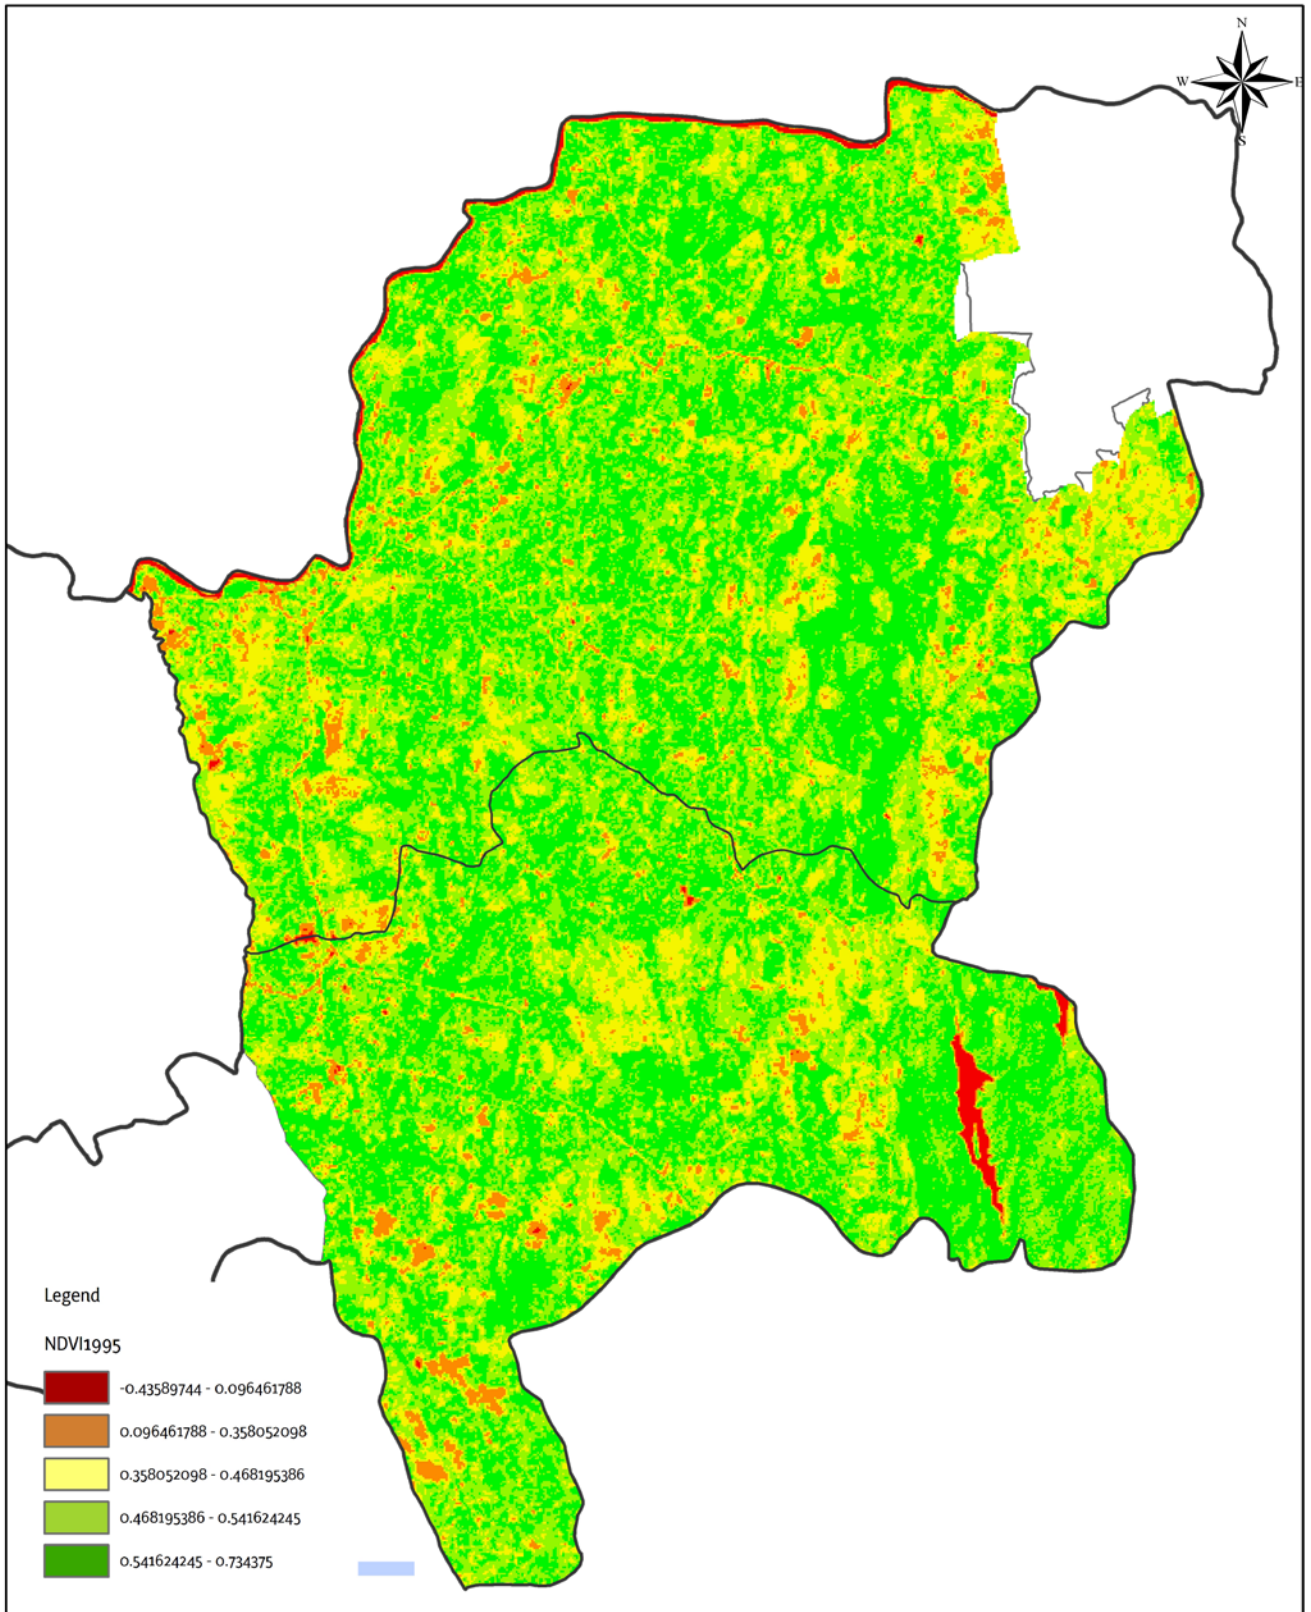 N
W
E
S
Legend
NDVI1995
-0.43589744 - 0.096461788
0.096461788 - 0.358052098
0.358052098 - 0.468195386
0.468195386 - 0.541624245
0.541624245 - 0.734375